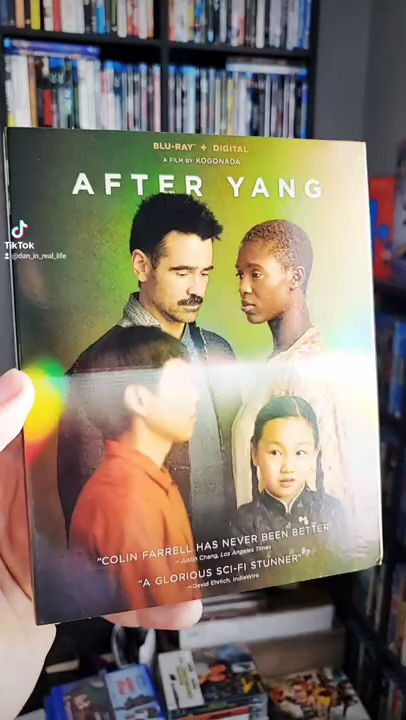 BLU-RAY + DIGITAL
A FILM BY KOGONADA
AFTER YANG
TikTok
@dan_in_real_life
"COLIN FARRELL HAS NEVER BEEN BETTER"
–Justin Chang, Los Angeles Times
"A GLORIOUS SCI-FI STUNNER"
–David Ehrlich, IndieWire